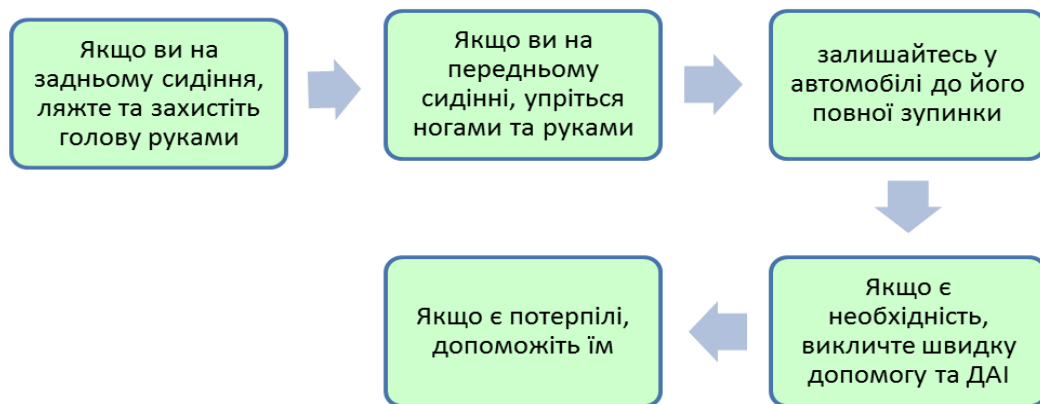 Якщо ви на
задньому сидіння,
ляжте та захистіть
голову руками
Якщо ви на
передньому
сидінні, упріться
ногами та руками
залишайтесь у
автомобілі до його
повної зупинки
Якщо є
необхідність,
викличте швидку
допомогу та ДАІ
Якщо є потерпілі,
допоможіть їм